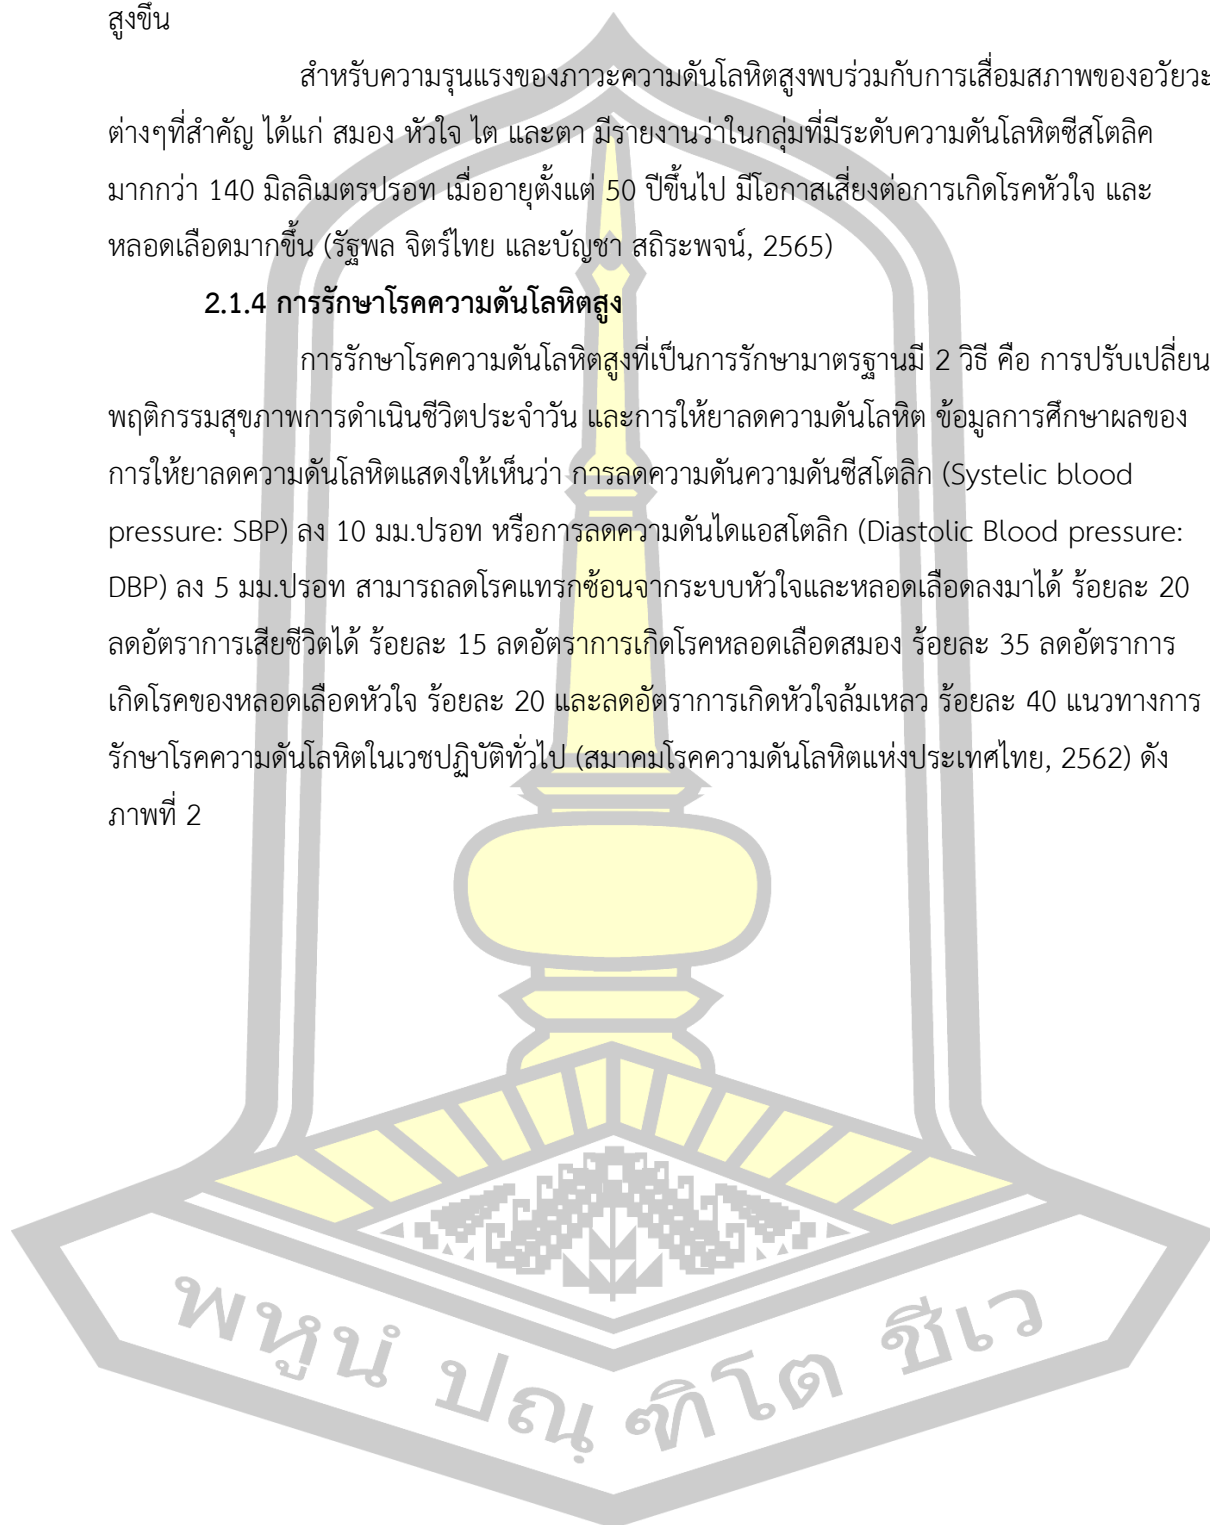 สูงขึ้น
สำหรับความรุนแรงของภาวะความดันโลหิตสูงพบร่วมกับการเสื่อมสภาพของอวัยวะ
ต่างๆที่สำคัญ ได้แก่ สมอง หัวใจ ไต และตา มีรายงานว่าในกลุ่มที่มีระดับความดันโลหิตซีสโตลิค
มากกว่า 140 มิลลิเมตรปรอท เมื่ออายุตั้งแต่ 50 ปีขึ้นไป มีโอกาสเสี่ยงต่อการเกิดโรคหัวใจ และ
หลอดเลือดมากขึ้น (รัฐพล จิตร์ไทย และบัญชา สถิระพจน์, 2565)
2.1.4 การรักษาโรคความดันโลหิตสูง
การรักษาโรคความดันโลหิตสูงที่เป็นการรักษามาตรฐานมี 2 วิธี คือ การปรับเปลี่ยน
พฤติกรรมสุขภาพการดำเนินชีวิตประจำวัน และการให้ยาลดความดันโลหิต ข้อมูลการศึกษาผลของ
การให้ยาลดความดันโลหิตแสดงให้เห็นว่า การลดความดันความดันซีสโตลิก (Systelic blood
pressure: SBP) ลง 10 มม.ปรอท หรือการลดความดันไดแอสโตลิก (Diastolic Blood pressure:
DBP) ลง 5 มม.ปรอท สามารถลดโรคแทรกซ้อนจากระบบหัวใจและหลอดเลือดลงมาได้ ร้อยละ 20
ลดอัตราการเสียชีวิตได้ ร้อยละ 15 ลดอัตราการเกิดโรคหลอดเลือดสมอง ร้อยละ 35 ลดอัตราการ
เกิดโรคของหลอดเลือดหัวใจ ร้อยละ 20 และลดอัตราการเกิดหัวใจล้มเหลว ร้อยละ 40 แนวทางการ
รักษาโรคความดันโลหิตในเวชปฏิบัติทั่วไป (สมาคมโรคความดันโลหิตแห่งประเทศไทย, 2562) ดัง
ภาพที่ 2
พหูนํ ปณฺ ฑิโต ชีเว